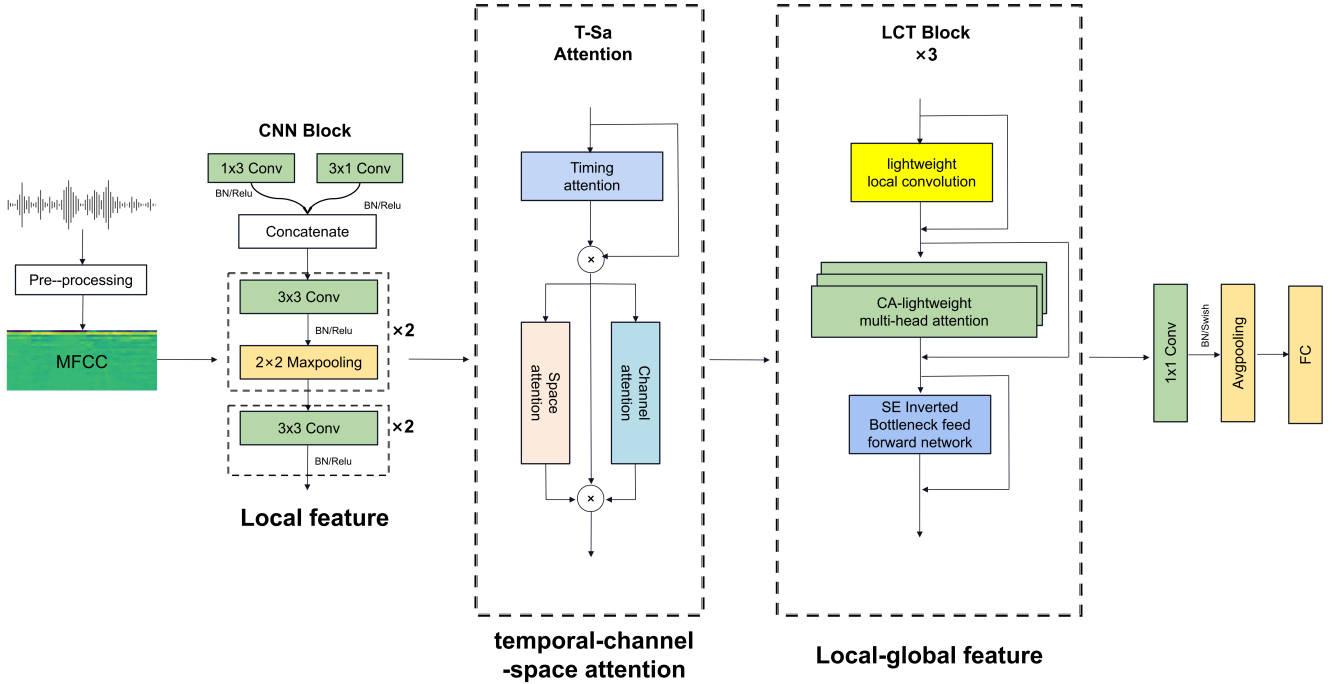 Pre--processing
MFCC
CNN Block
1x3 Conv
3x1 Conv
BN/Relu
BN/Relu
Concatenate
3x3 Conv
BN/Relu
×2
2×2 Maxpooling
3x3 Conv
×2
BN/Relu
Local feature
T-Sa
Attention
Timing
attention
×
Space
attention
Channel
attention
×
temporal-channel
-space attention
LCT Block
×3
lightweight
local convolution
CA-lightweight
multi-head attention
SE Inverted
Bottleneck feed
forward network
Local-global feature
1x1 Conv
BN/Swish
Avgpooling
FC